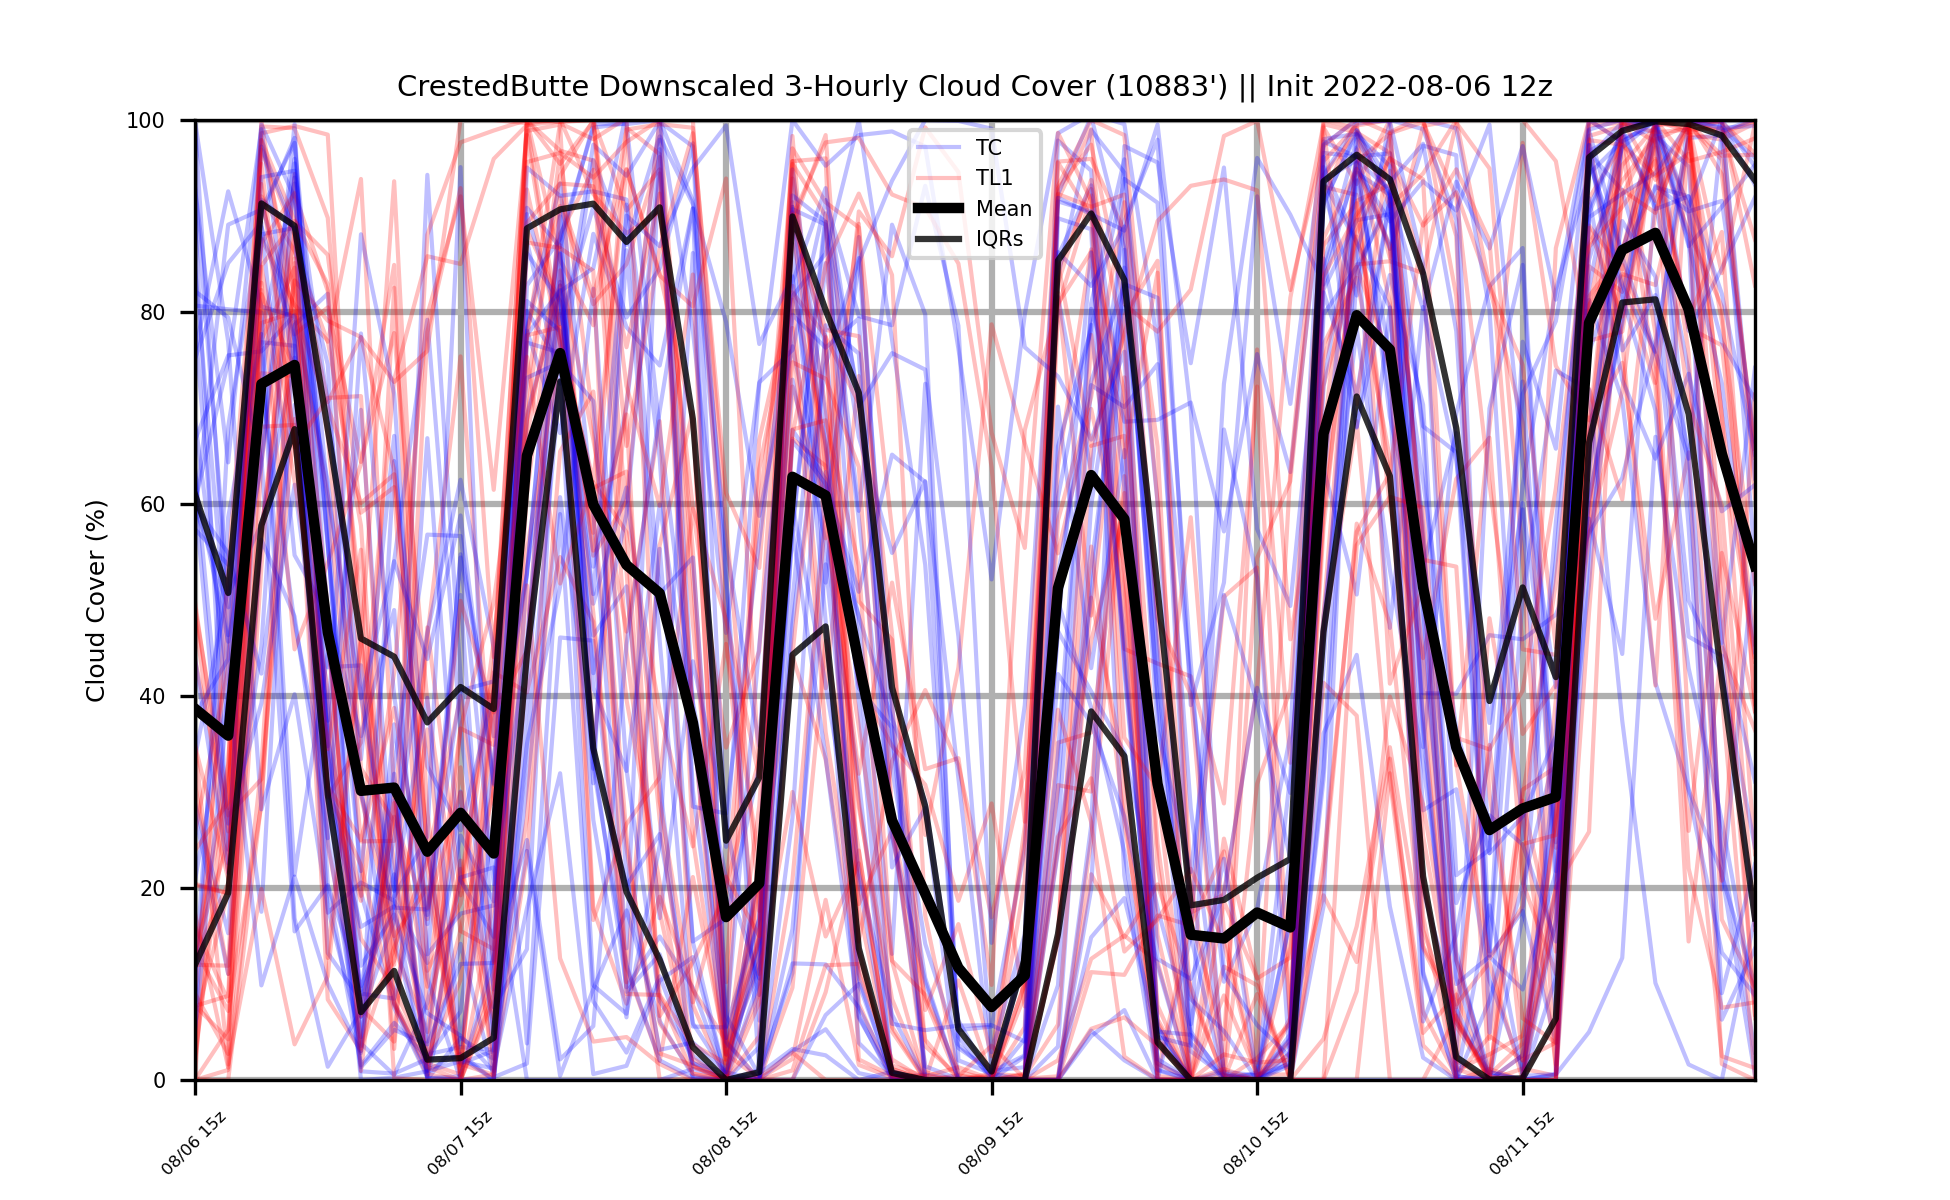 CrestedButte Downscaled 3-Hourly Cloud Cover (10883') || Init 2022-08-06 12z
100
80
60
40
20
0
Cloud Cover (%)
TC
TL1
Mean
IQRs
08/06 15z
08/07 15z
08/08 15z
08/09 15z
08/10 15z
08/11 15z